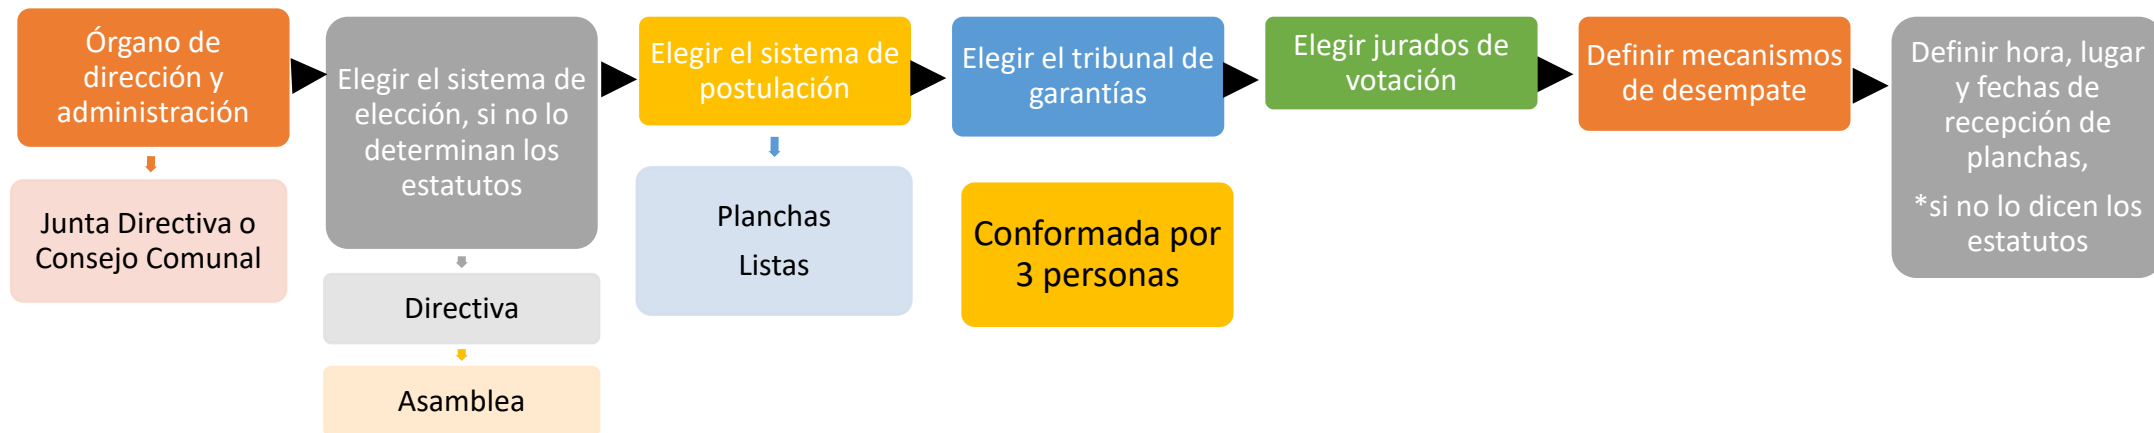 Órgano de
dirección y
administración
Junta Directiva o
Consejo Comunal
Elegir el sistema de
elección, si no lo
determinan los
estatutos
Directiva
Asamblea
Elegir el sistema de
postulación
Planchas
Listas
Elegir el tribunal de
garantías
Conformada por
3 personas
Elegir jurados de
votación
Definir mecanismos
de desempate
Definir hora, lugar
y fechas de
recepción de
planchas,
*si no lo dicen los
estatutos